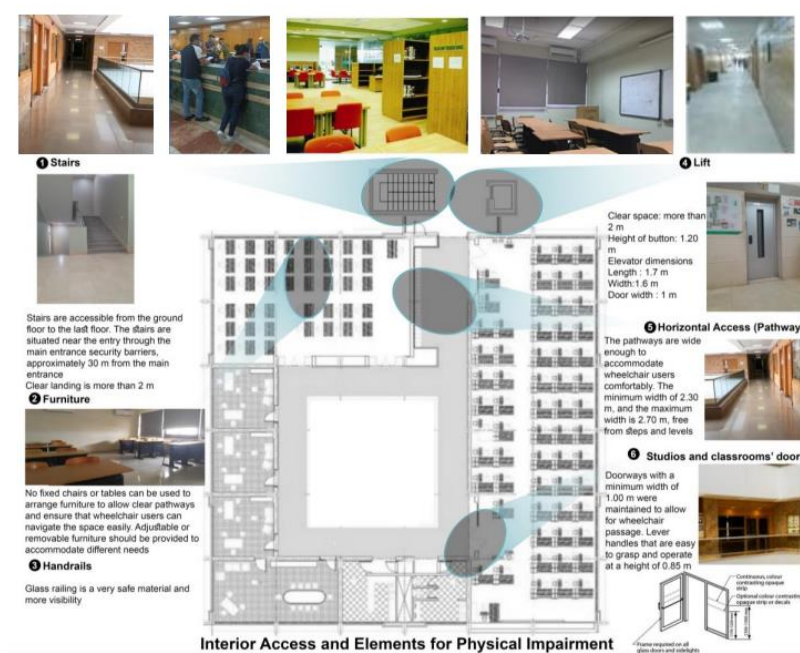 ❶ Stairs
Stairs are accessible from the ground
floor to the last floor. The stairs are
situated near the entry through the
main entrance security barriers,
approximately 30 m from the main
entrance
Clear landing is more than 2 m
❷ Furniture
No fixed chairs or tables can be used to
arrange furniture to allow clear pathways
and ensure that wheelchair users can
navigate the space easily. Adjustable or
removable furniture should be provided to
accommodate different needs
❸ Handrails
Glass railing is a very safe material and
more visibility
❹ Lift
Clear space: more than
2 m
Height of button: 1.20
m
Elevator dimensions
Length : 1.7 m
Width:1.6 m
Door width : 1 m
❺ Horizontal Access (Pathway
The pathways are wide
enough to
accommodate
wheelchair users
comfortably. The
minimum width of 2.30
m, and the maximum
width is 2.70 m, free
from steps and levels
❻ Studios and classrooms' door
Doorways with a
minimum width of
1.00 m were
maintained to allow
for wheelchair
passage. Lever
handles that are easy
to grasp and operate
at a height of 0.85 m
Continuous, colour
contrasting opaque
strip
Optional colour contrasting
opaque strip or decals
Frame required on all
glass doors and sidelights
Interior Access and Elements for Physical Impairment